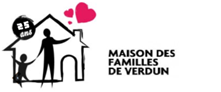 25
ans
MAISON DES
FAMILLES
DE VERDUN